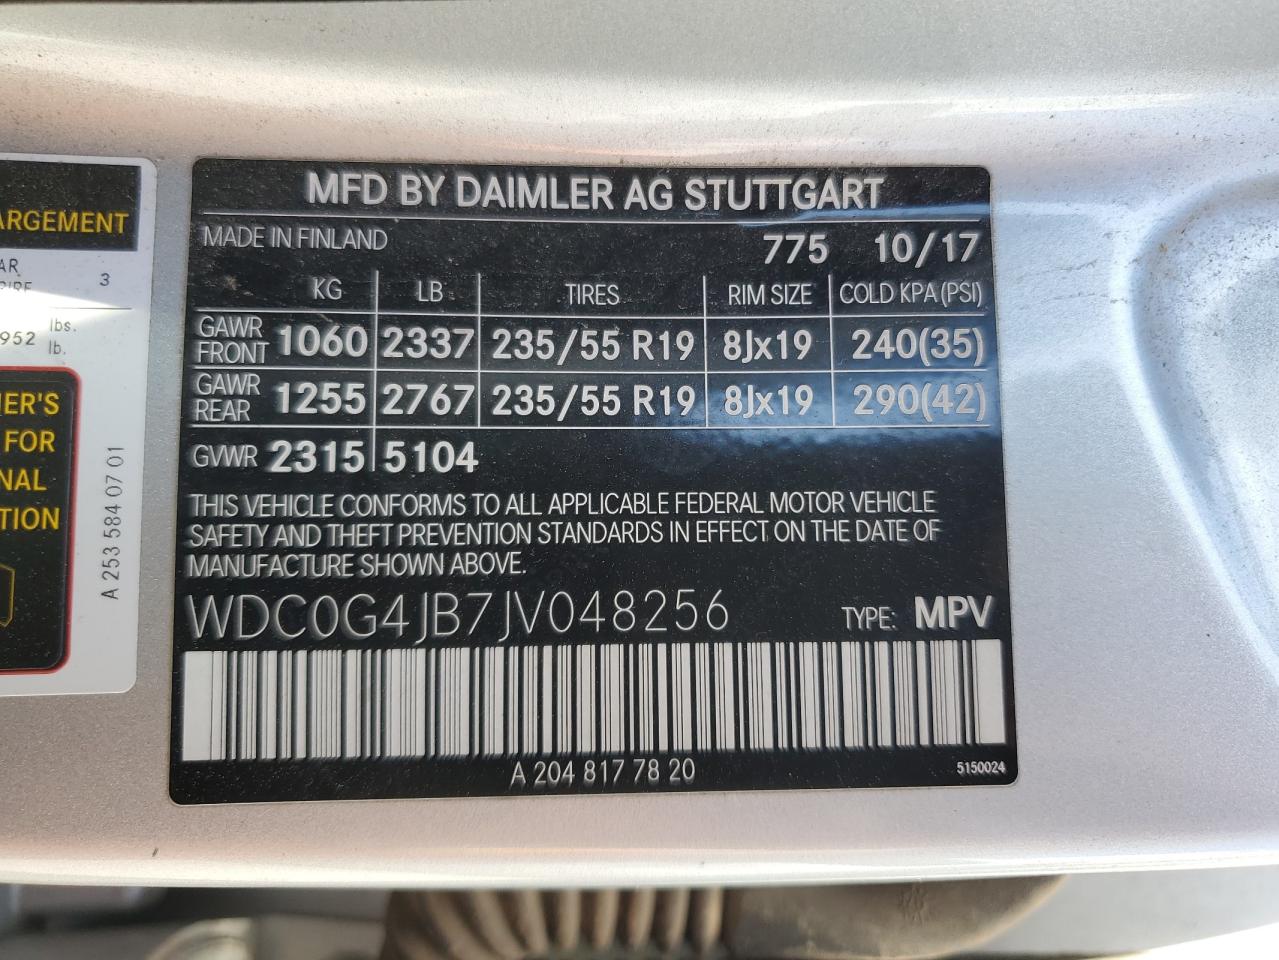 MFD BY DAIMLER AG STUTTGART
MADE IN FINLAND 775 10/17
KG LB TIRES RIM SIZE COLD KPA(PSI)
GAWR FRONT 1060 2337 235/55 R19 8Jx19 240(35)
GAWR REAR 1255 2767 235/55 R19 8Jx19 290(42)
GVWR 2315 5104
THIS VEHICLE CONFORMS TO ALL APPLICABLE FEDERAL MOTOR VEHICLE
SAFETY AND THEFT PREVENTION STANDARDS IN EFFECT ON THE DATE OF
MANUFACTURE SHOWN ABOVE.
WDC0G4JB7JV048256 TYPE: MPV
A 204 817 78 20 5150024
ARGEMENT
AR
3
952 lbs.
lb.
ER'S
FOR
NAL
TION
A 253 584 07 01